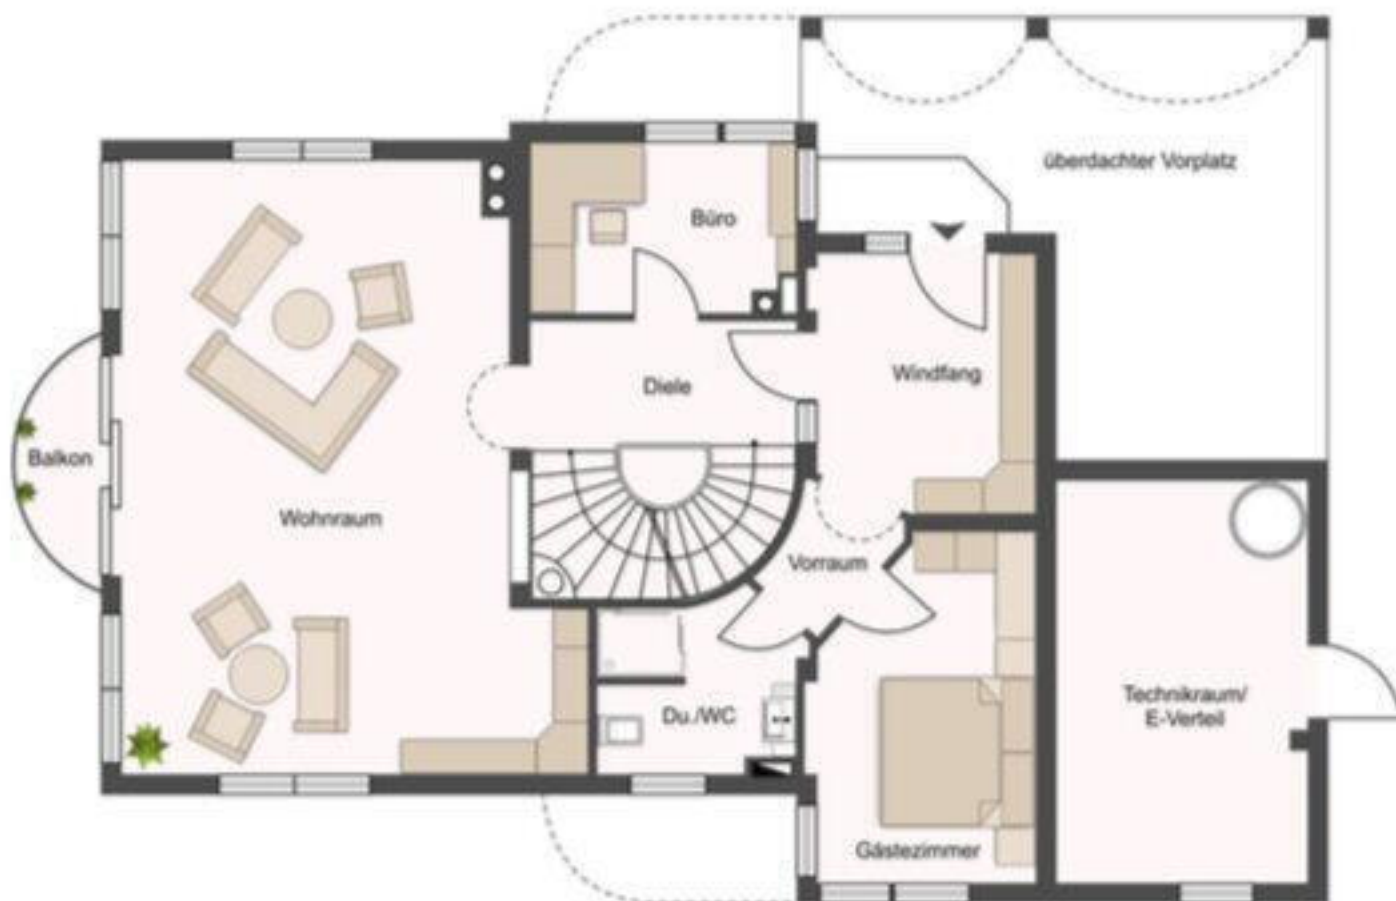 überdachter Vorplatz
Büro
Diele
Windfang
Balkon
Wohnraum
Vorraum
Technikraum/
E-Verteil
Du./WC
Gästezimmer